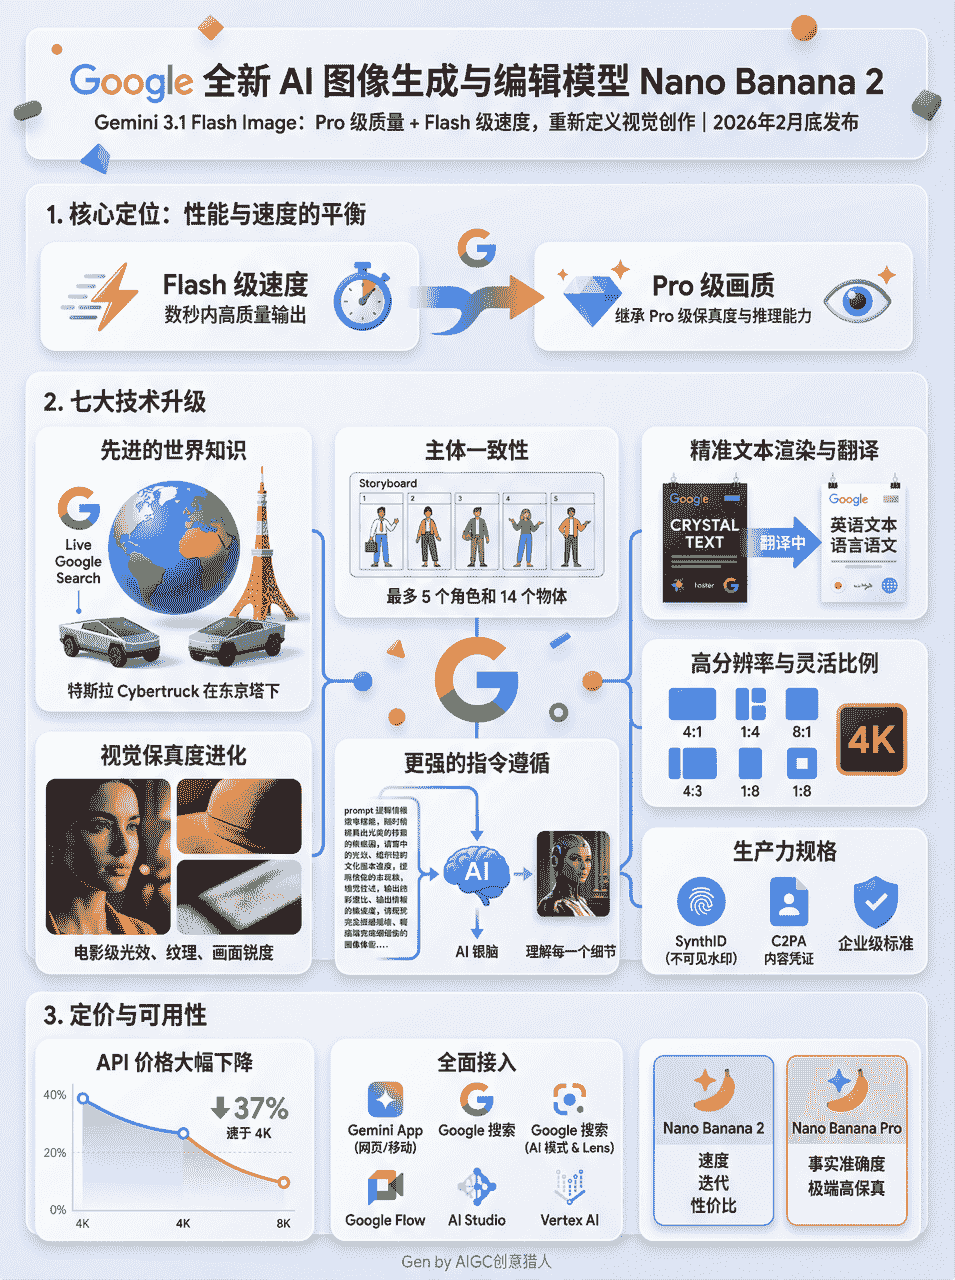 Google 全新 AI 图像生成与编辑模型 Nano Banana 2
Gemini 3.1 Flash Image：Pro 级质量 + Flash 级速度，重新定义视觉创作 | 2026年2月底发布
1. 核心定位：性能与速度的平衡
Flash 级速度
数秒内高质量输出
Pro 级画质
继承 Pro 级保真度与推理能力
2. 七大技术升级
先进的世界知识
Live
Google
Search
特斯拉 Cybertruck 在东京塔下
主体一致性
Storyboard
1 2 3 4 5
最多 5 个角色和 14 个物体
精准文本渲染与翻译
Google
CRYSTAL
TEXT
翻译中
Google
英语文本
语言语文
高分辨率与灵活比例
4:1 1:4 8:1
4:3 1:8 1:8
4K
视觉保真度进化
电影级光效、纹理、画面锐度
更强的指令遵循
prompt
AI
AI 银脑
理解每一个细节
生产力规格
SynthID
（不可见水印）
C2PA
内容凭证
企业级标准
3. 定价与可用性
API 价格大幅下降
40%
20%
0%
37%
于 4K
4K 4K 8K
全面接入
Gemini App
（网页/移动）
Google 搜索
Google 搜索
（AI 模式 & Lens）
Google Flow
AI Studio
Vertex AI
Nano Banana 2
速度
迭代
性价比
Nano Banana Pro
事实准确度
极端高保真
Gen by AIGC创意猎人